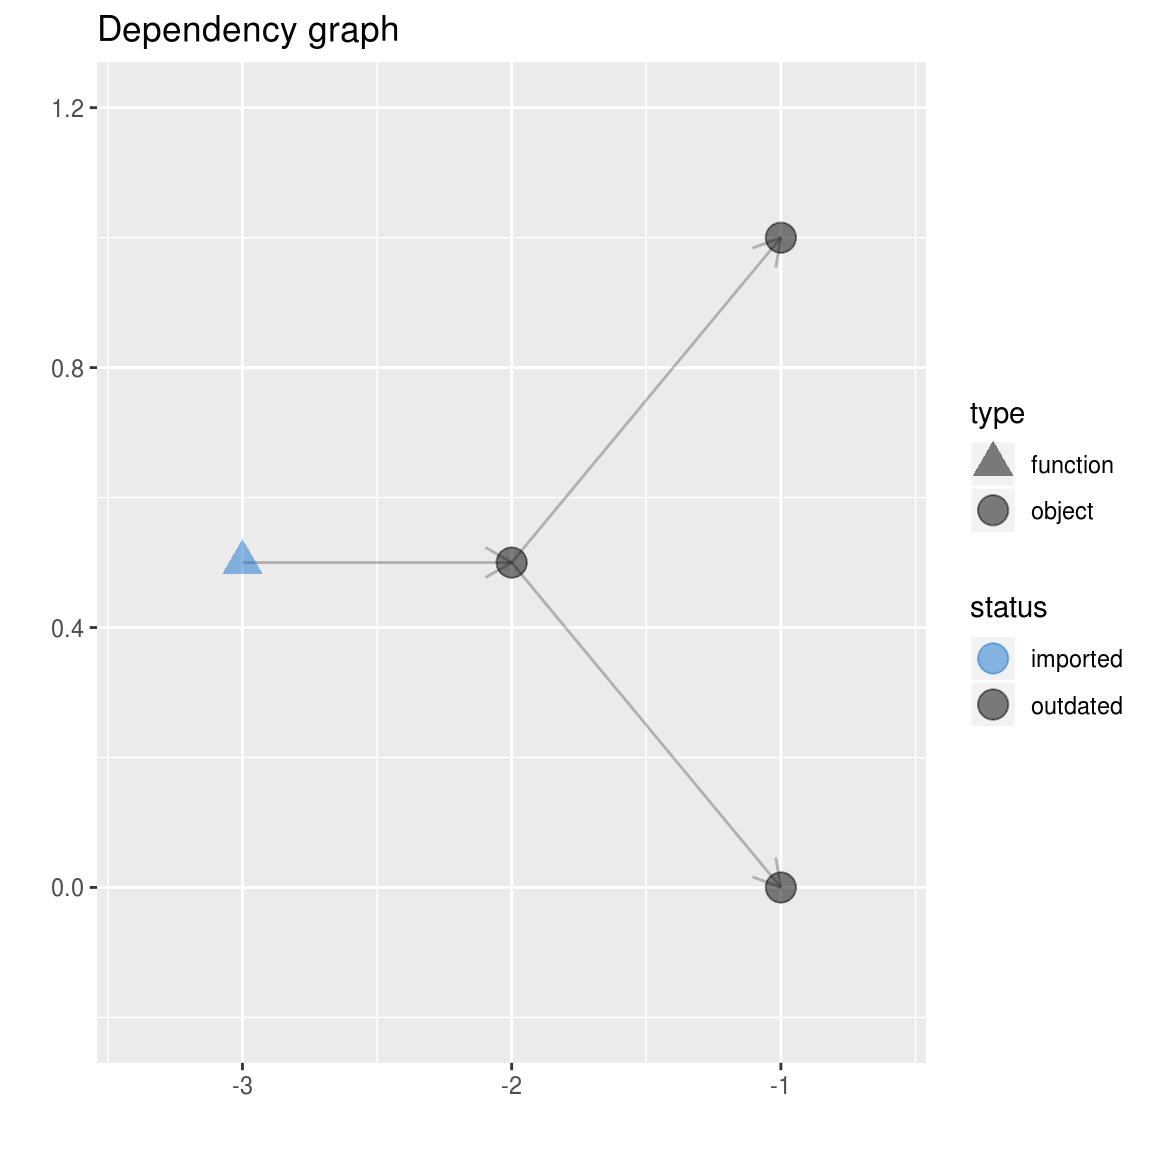 Dependency graph
1.2
0.8
0.4
0.0
-3
-2
-1
type
function
object
status
imported
outdated